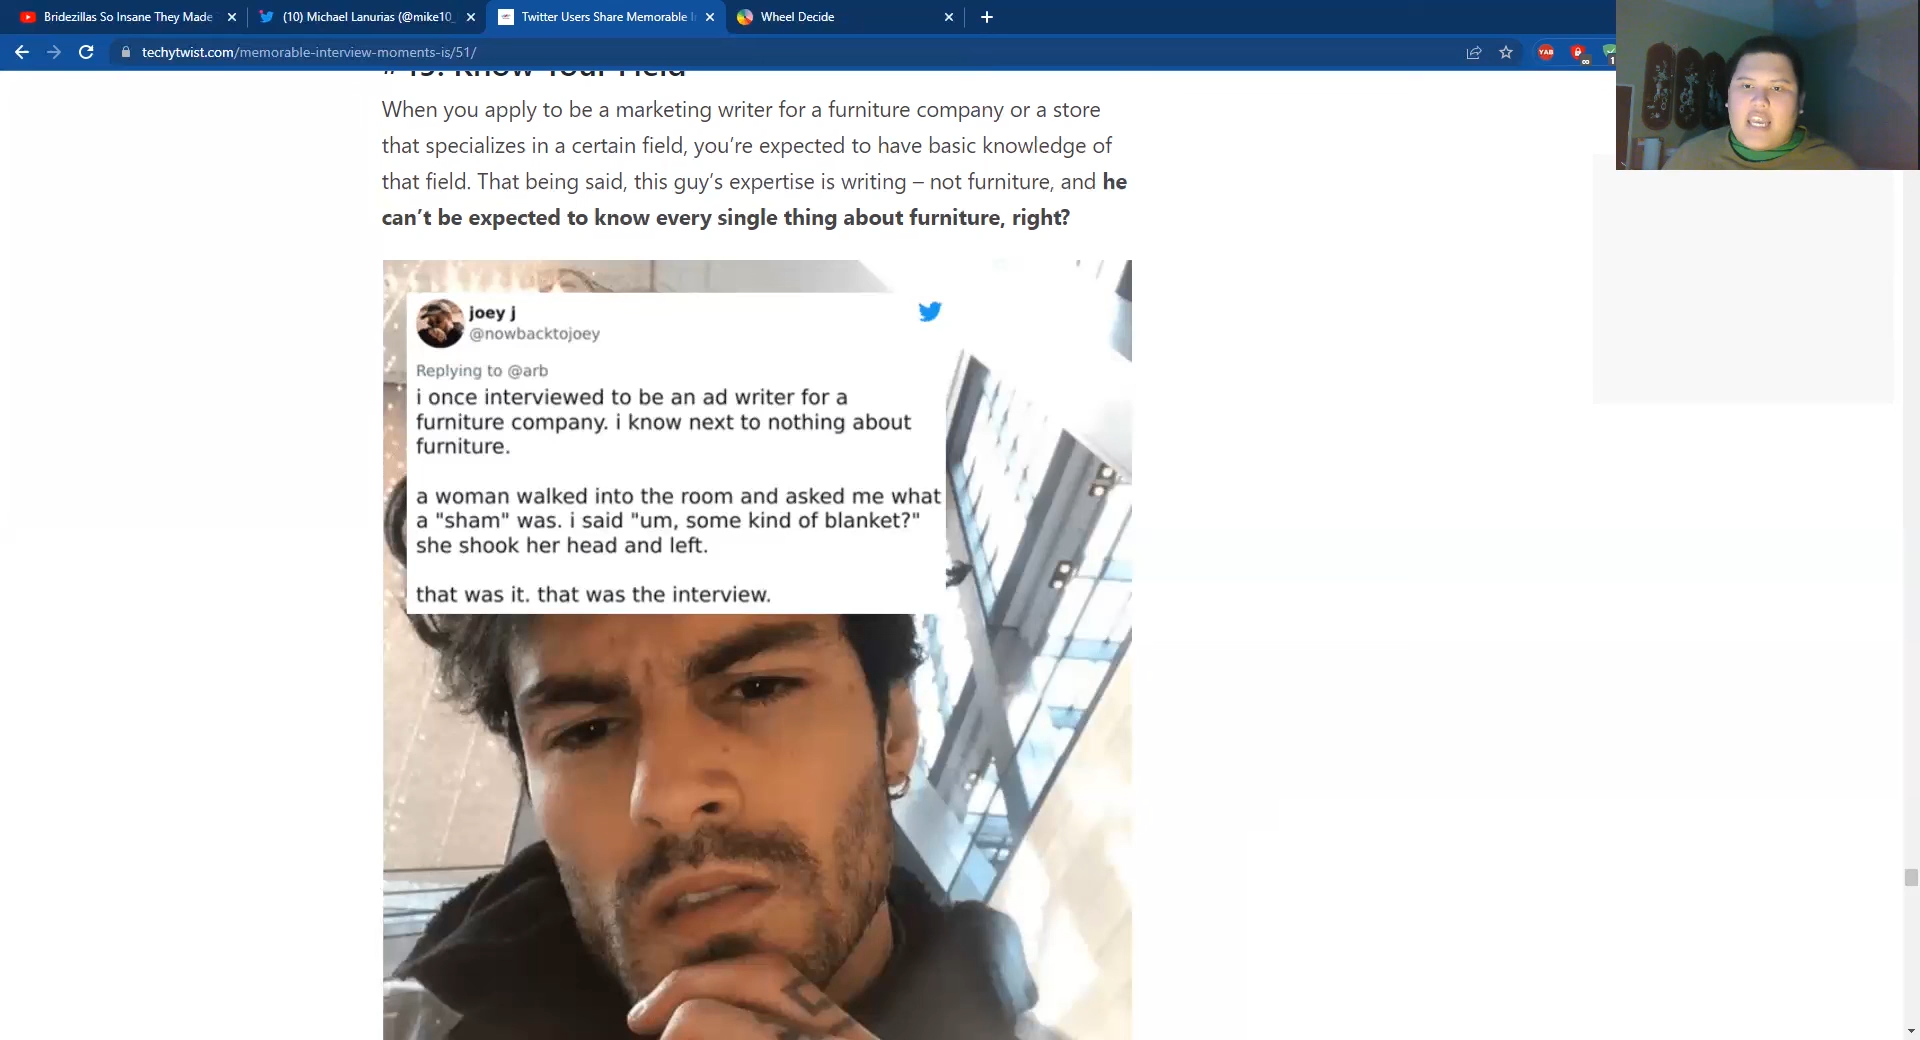 Bridezillas So Insane They Made
(10) Michael Lanurias (@mike10_
Twitter Users Share Memorable I
Wheel Decide
techytwist.com/memorable-interview-moments-is/51/
YAB
∞
1
Know Your Field
When you apply to be a marketing writer for a furniture company or a store
that specializes in a certain field, you’re expected to have basic knowledge of
that field. That being said, this guy’s expertise is writing – not furniture, and he
can’t be expected to know every single thing about furniture, right?
joey j
@nowbacktojoey
Replying to @arb
i once interviewed to be an ad writer for a
furniture company. i know next to nothing about
furniture.
a woman walked into the room and asked me what
a "sham" was. i said "um, some kind of blanket?"
she shook her head and left.
that was it. that was the interview.